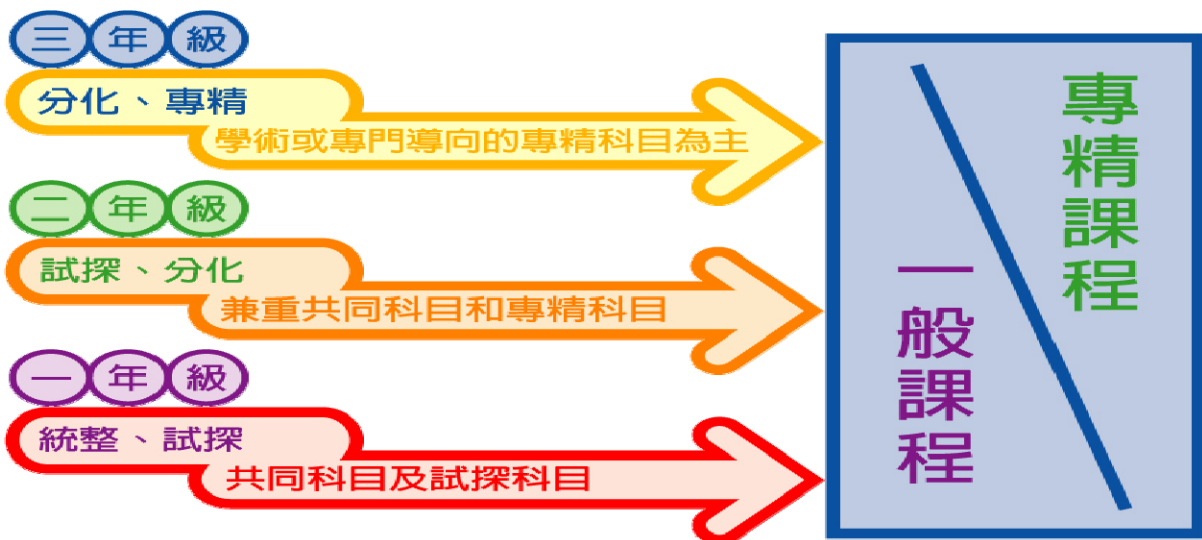 三年級
分化、專精
學術或專門導向的專精科目為主
二年級
試探、分化
兼重共同科目和專精科目
一年級
統整、試探
共同科目及試探科目
專精課程
一般課程